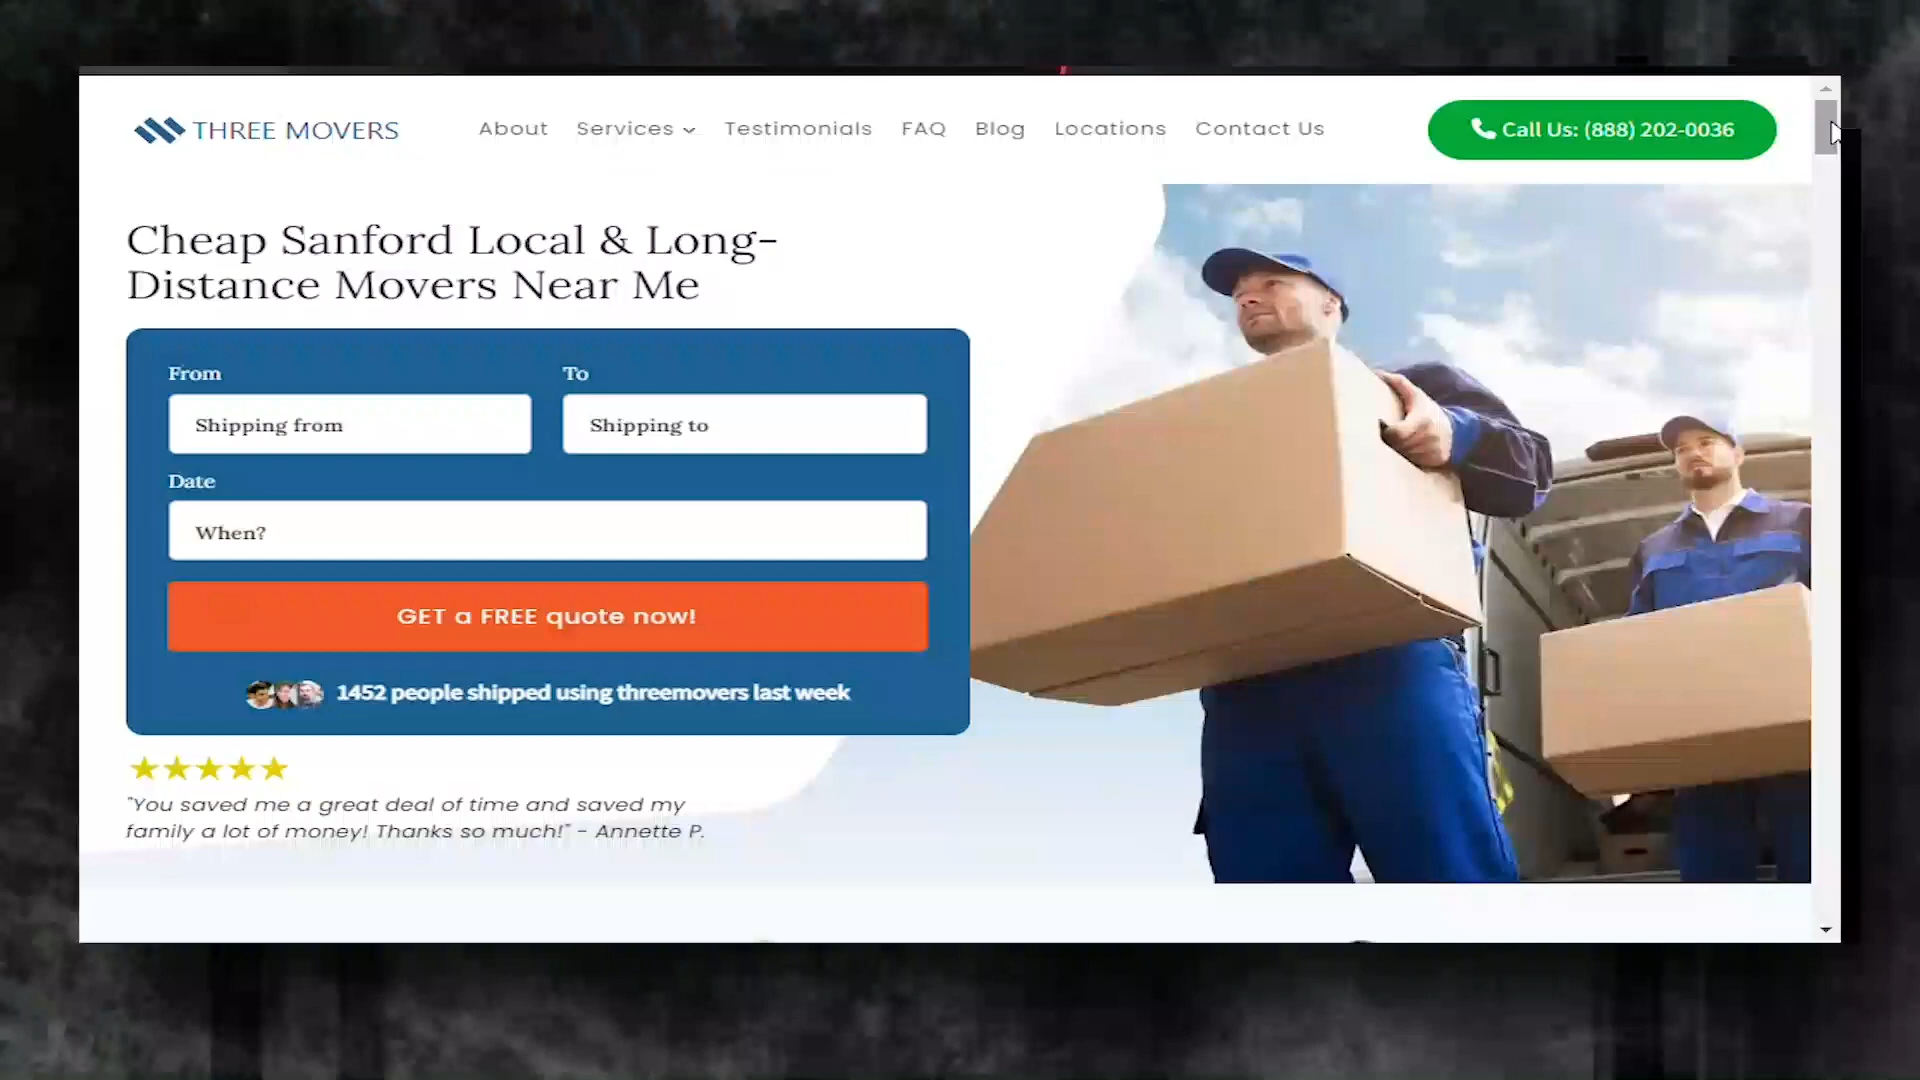 THREE MOVERS
About Services Testimonials FAQ Blog Locations Contact Us
Call Us: (888) 202-0036
Cheap Sanford Local & Long-
Distance Movers Near Me
From To
Shipping from Shipping to
Date
When?
GET a FREE quote now!
1452 people shipped using threemovers last week
"You saved me a great deal of time and saved my
family a lot of money! Thanks so much!" - Annette P.